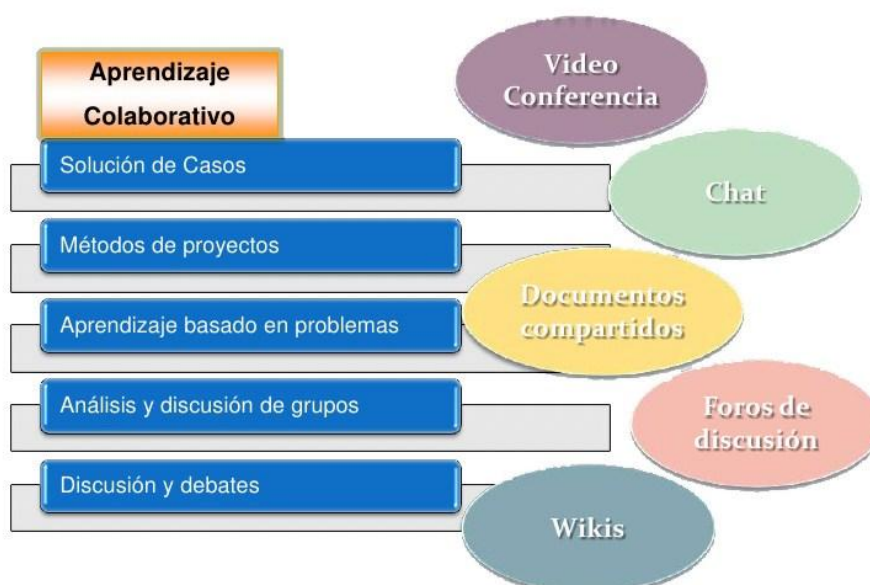 Aprendizaje
Colaborativo
Solución de Casos
Métodos de proyectos
Aprendizaje basado en problemas
Análisis y discusión de grupos
Discusión y debates
Video
Conferencia
Chat
Documentos
compartidos
Foros de
discusión
Wikis